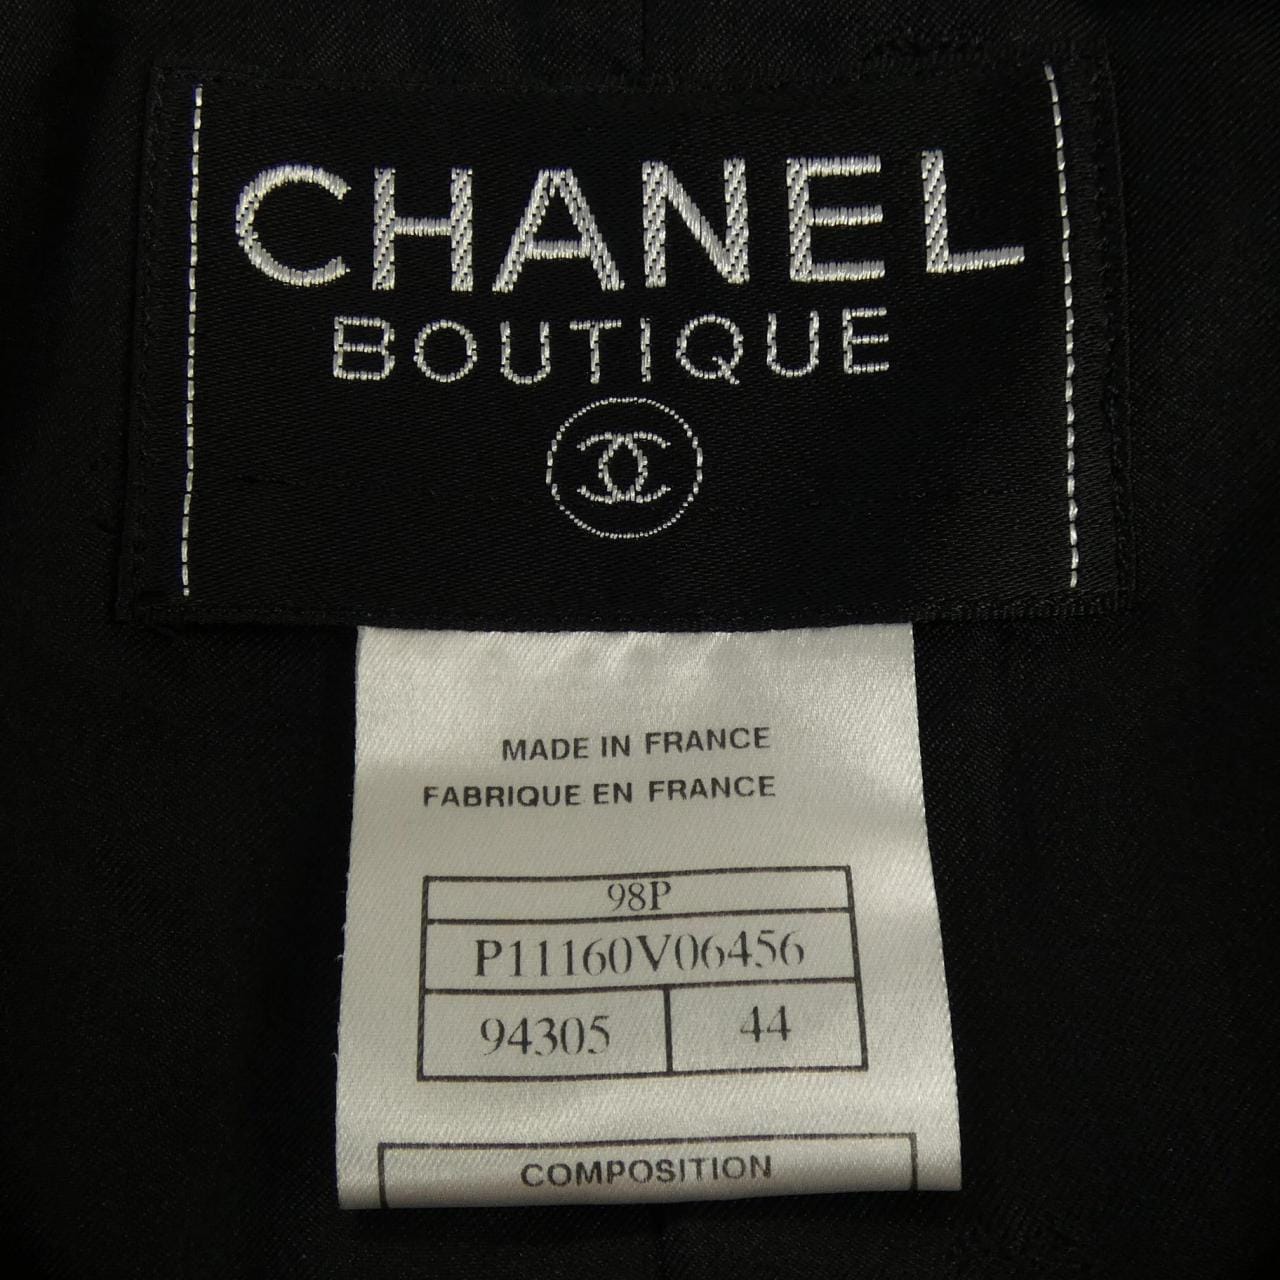 CHANEL
BOUTIQUE
MADE IN FRANCE
FABRIQUE EN FRANCE
98P
P11160V06456
94305 44
COMPOSITION